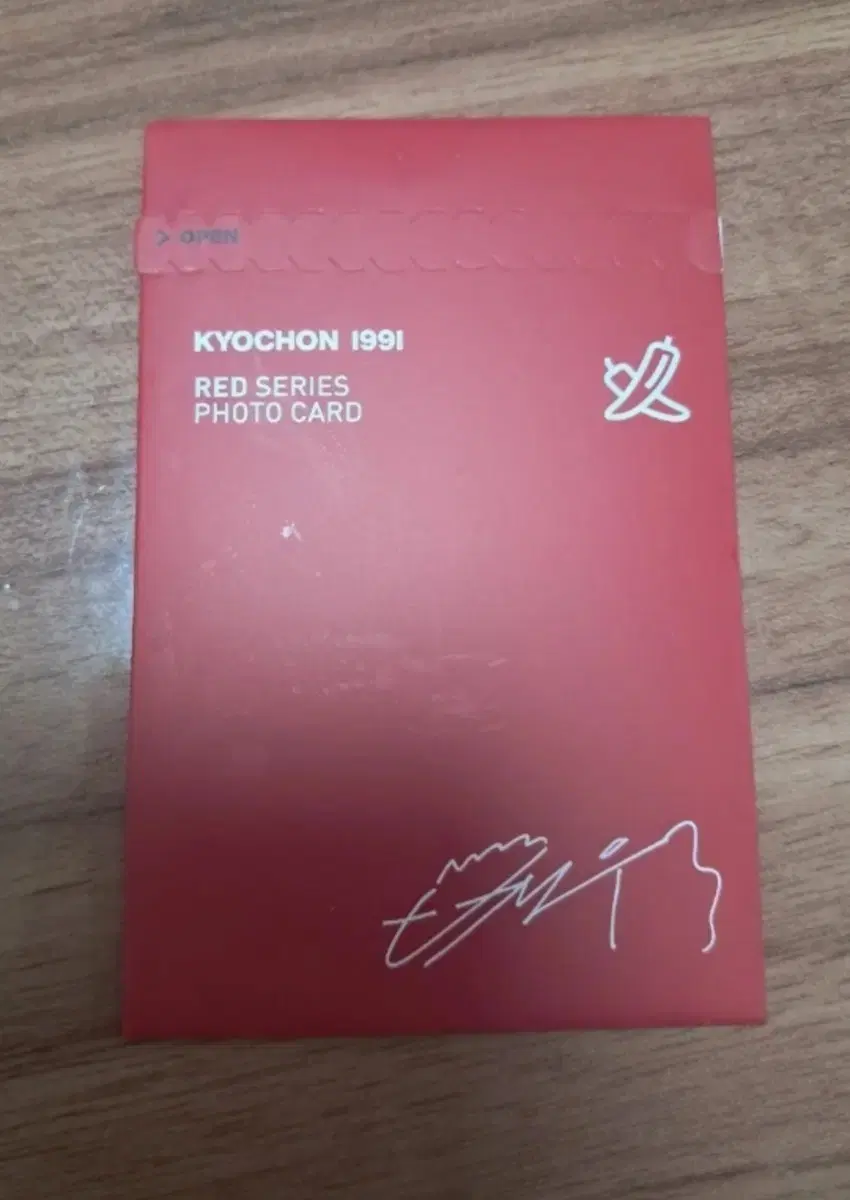 > OPEN
KYOCHON 1991
RED SERIES
PHOTO CARD